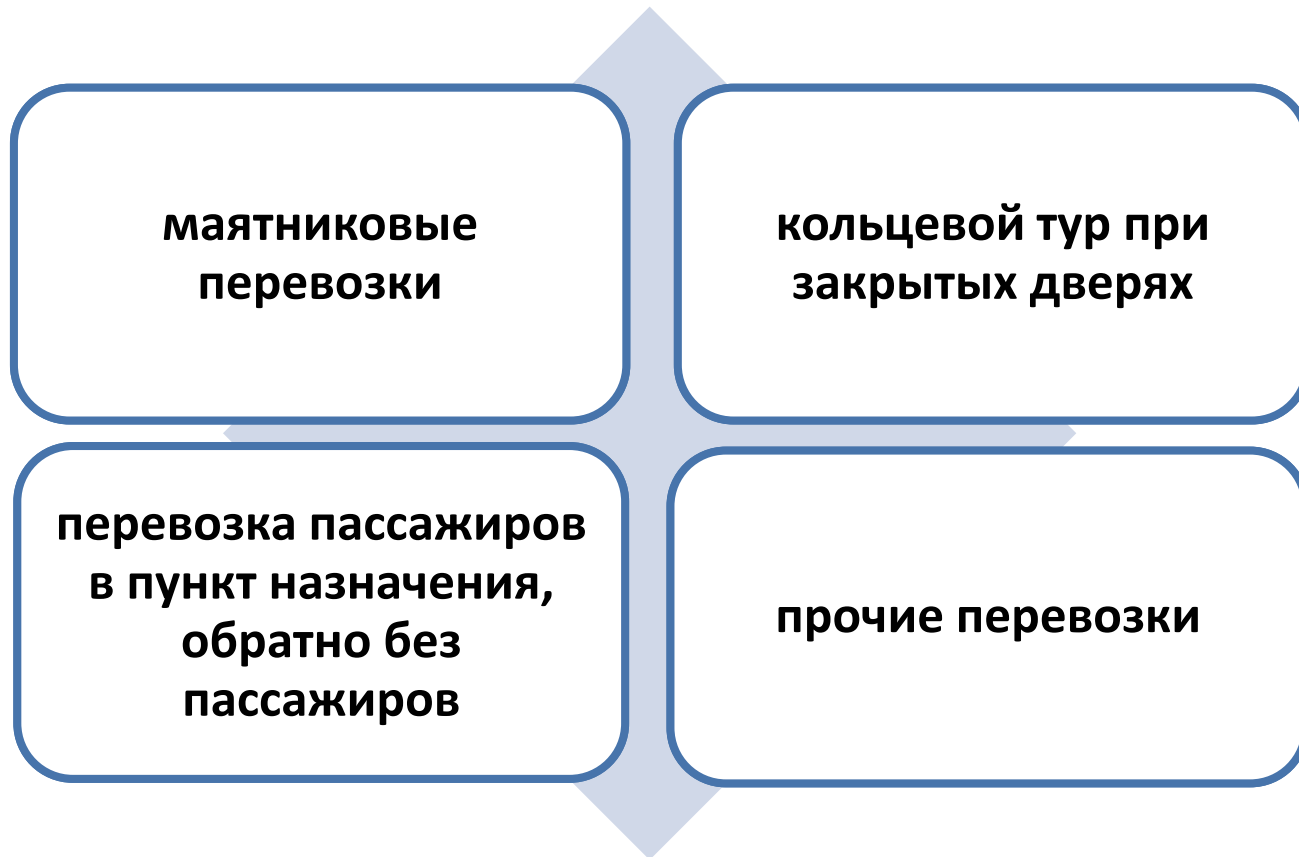 маятниковые
перевозки
кольцевой тур при
закрытых дверях
перевозка пассажиров
в пункт назначения,
обратно без
пассажиров
прочие перевозки